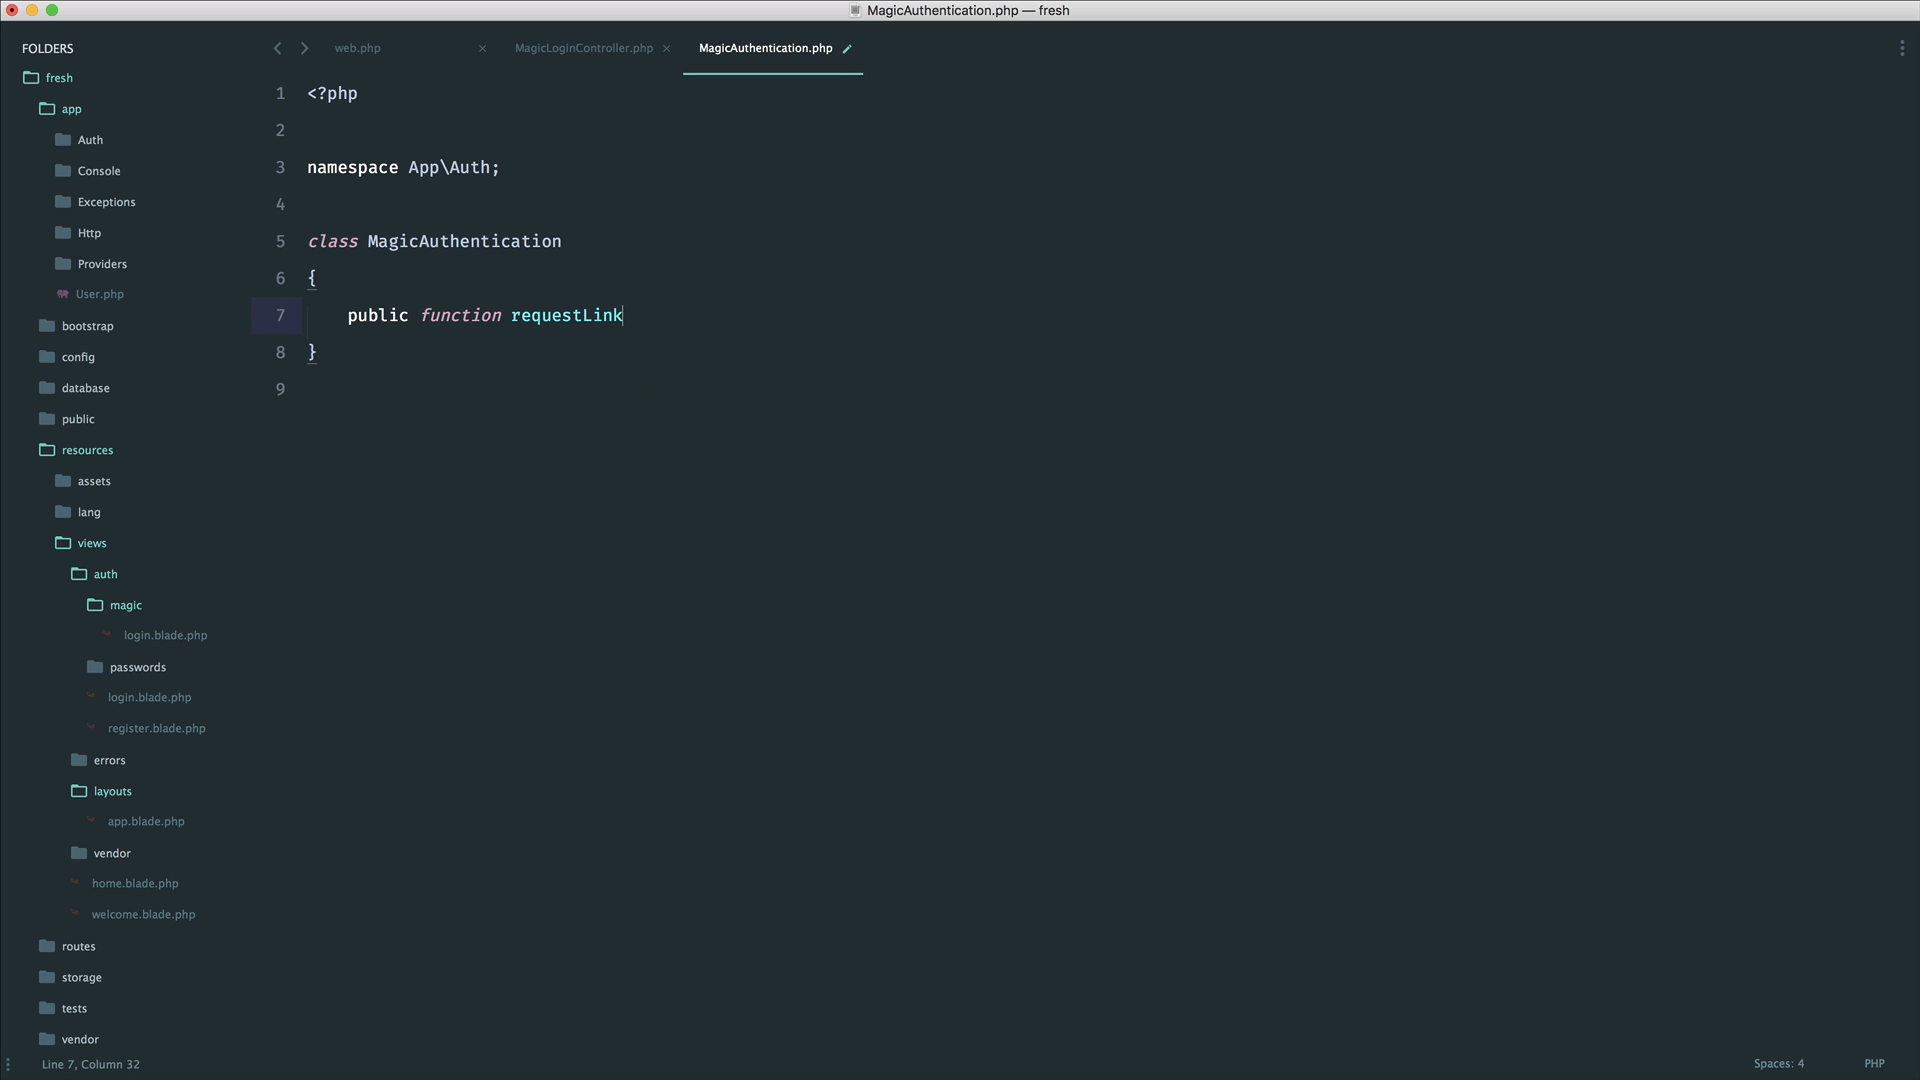 MagicAuthentication.php — fresh
FOLDERS
fresh
app
Auth
Console
Exceptions
Http
Providers
User.php
bootstrap
config
database
public
resources
assets
lang
views
auth
magic
login.blade.php
passwords
login.blade.php
register.blade.php
errors
layouts
app.blade.php
vendor
home.blade.php
welcome.blade.php
routes
storage
tests
vendor
web.php MagicLoginController.php MagicAuthentication.php
1 <?php
2
3 namespace App\Auth;
4
5 class MagicAuthentication
6 {
7 public function requestLink
8 }
9
Line 7, Column 32 Spaces: 4 PHP